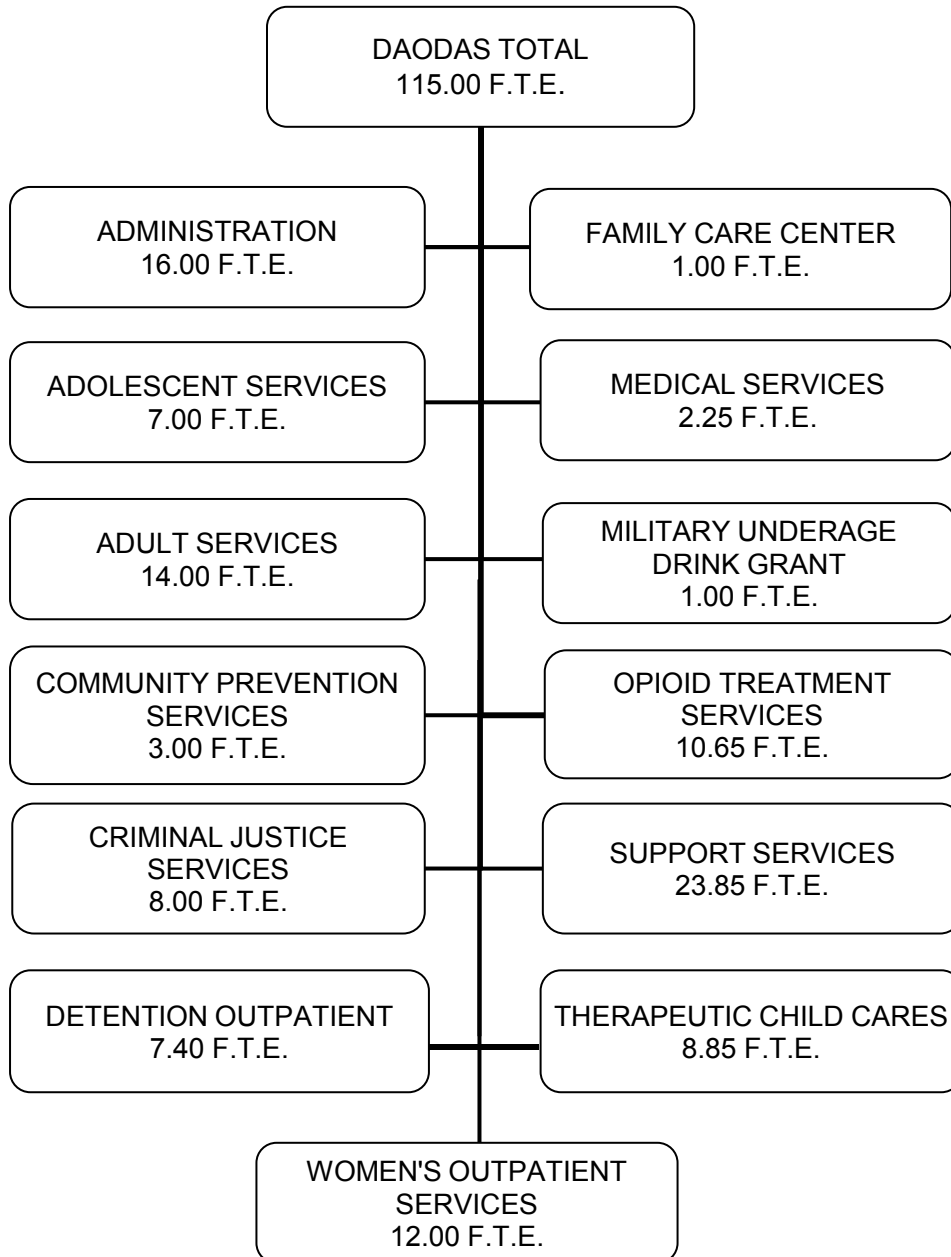 DAODAS TOTAL
115.00 F.T.E.
ADMINISTRATION
16.00 F.T.E.
FAMILY CARE CENTER
1.00 F.T.E.
ADOLESCENT SERVICES
7.00 F.T.E.
MEDICAL SERVICES
2.25 F.T.E.
ADULT SERVICES
14.00 F.T.E.
MILITARY UNDERAGE
DRINK GRANT
1.00 F.T.E.
COMMUNITY PREVENTION
SERVICES
3.00 F.T.E.
OPIOID TREATMENT
SERVICES
10.65 F.T.E.
CRIMINAL JUSTICE
SERVICES
8.00 F.T.E.
SUPPORT SERVICES
23.85 F.T.E.
DETENTION OUTPATIENT
7.40 F.T.E.
THERAPEUTIC CHILD CARES
8.85 F.T.E.
WOMEN'S OUTPATIENT
SERVICES
12.00 F.T.E.